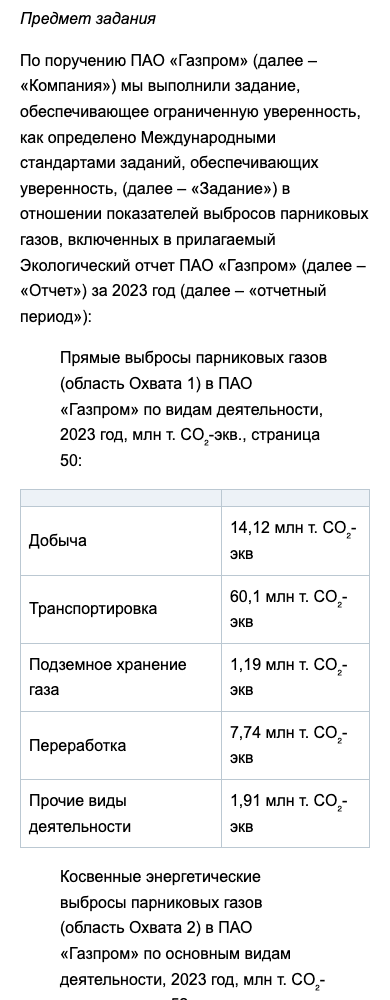 Предмет задания
По поручению ПАО «Газпром» (далее –
«Компания») мы выполнили задание,
обеспечивающее ограниченную уверенность,
как определено Международными
стандартами заданий, обеспечивающих
уверенность, (далее – «Задание») в
отношении показателей выбросов парниковых
газов, включенных в прилагаемый
Экологический отчет ПАО «Газпром» (далее –
«Отчет») за 2023 год (далее – «отчетный
период»):
Прямые выбросы парниковых газов
(область Охвата 1) в ПАО
«Газпром» по видам деятельности,
2023 год, млн т. CO₂-экв., страница
50:
Добыча
14,12 млн т. CO₂-
экв
Транспортировка
60,1 млн т. CO₂-
экв
Подземное хранение
газа
1,19 млн т. CO₂-
экв
Переработка
7,74 млн т. CO₂-
экв
Прочие виды
деятельности
1,91 млн т. CO₂-
экв
Косвенные энергетические
выбросы парниковых газов
(область Охвата 2) в ПАО
«Газпром» по основным видам
деятельности, 2023 год, млн т. CO₂-